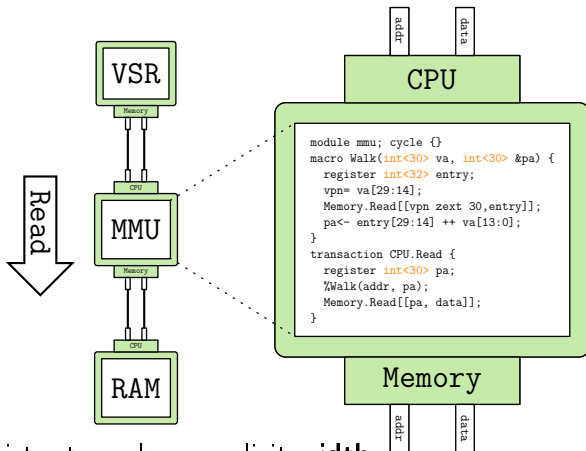 VSR
Memory
CPU
MMU
Memory
CPU
RAM
Read
addr
data
CPU
module mmu; cycle {}
macro Walk(int<30> va, int<30> &pa) {
register int<32> entry;
vpn= va[29:14];
Memory.Read[[vpn zext 30,entry]];
pa<- entry[29:14] ++ va[13:0];
}
transaction CPU.Read {
register int<30> pa;
%Walk(addr, pa);
Memory.Read[[pa, data]];
}
Memory
addr
data